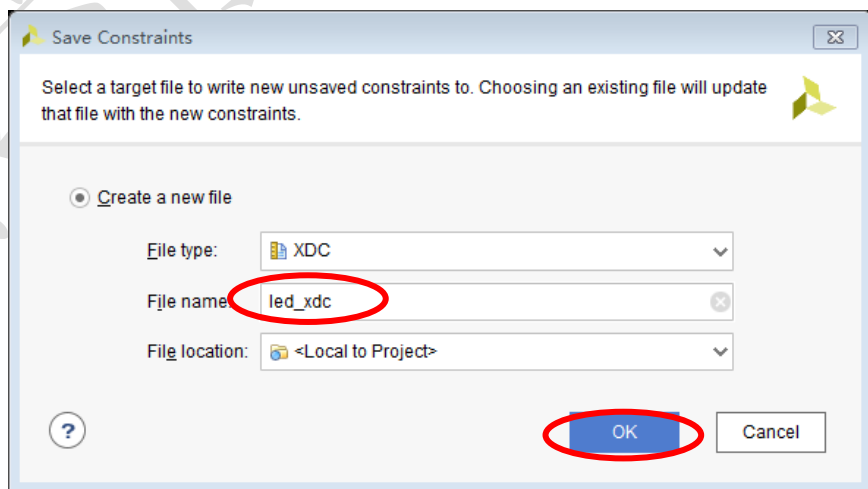 Save Constraints
Select a target file to write new unsaved constraints to. Choosing an existing file will update
that file with the new constraints.
Create a new file
File type: XDC
File name: led_xdc
File location: <Local to Project>
? OK Cancel